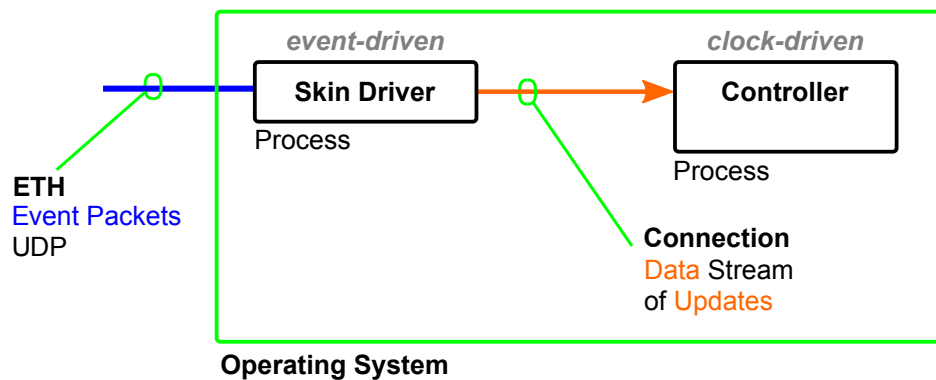 event-driven
clock-driven
Skin Driver
Controller
Process
Process
ETH
Event Packets
UDP
Connection
Data Stream
of Updates
Operating System